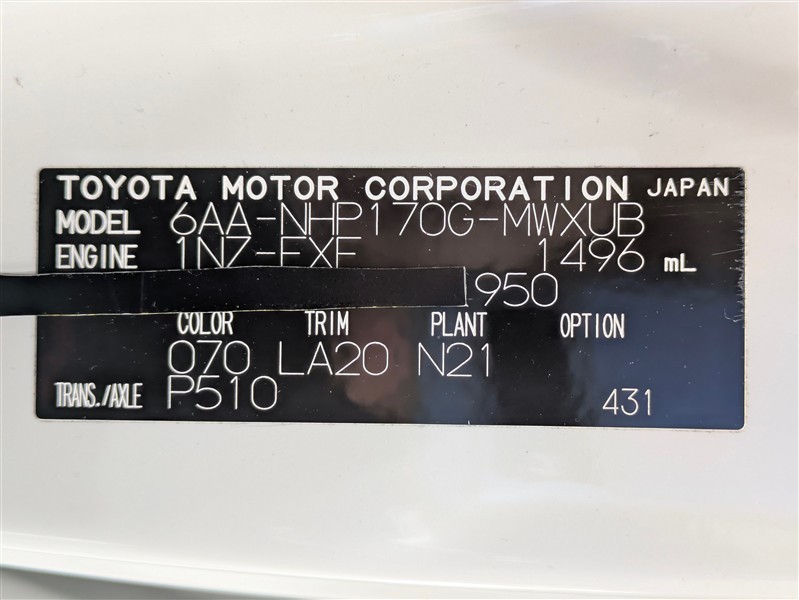 TOYOTA MOTOR CORPORATION JAPAN
MODEL 6AA-NHP170G-MWXUB
ENGINE 1NZ-FXE 1496 mL
950
COLOR TRIM PLANT OPTION
070 LA20 N21
TRANS./AXLE P510 431